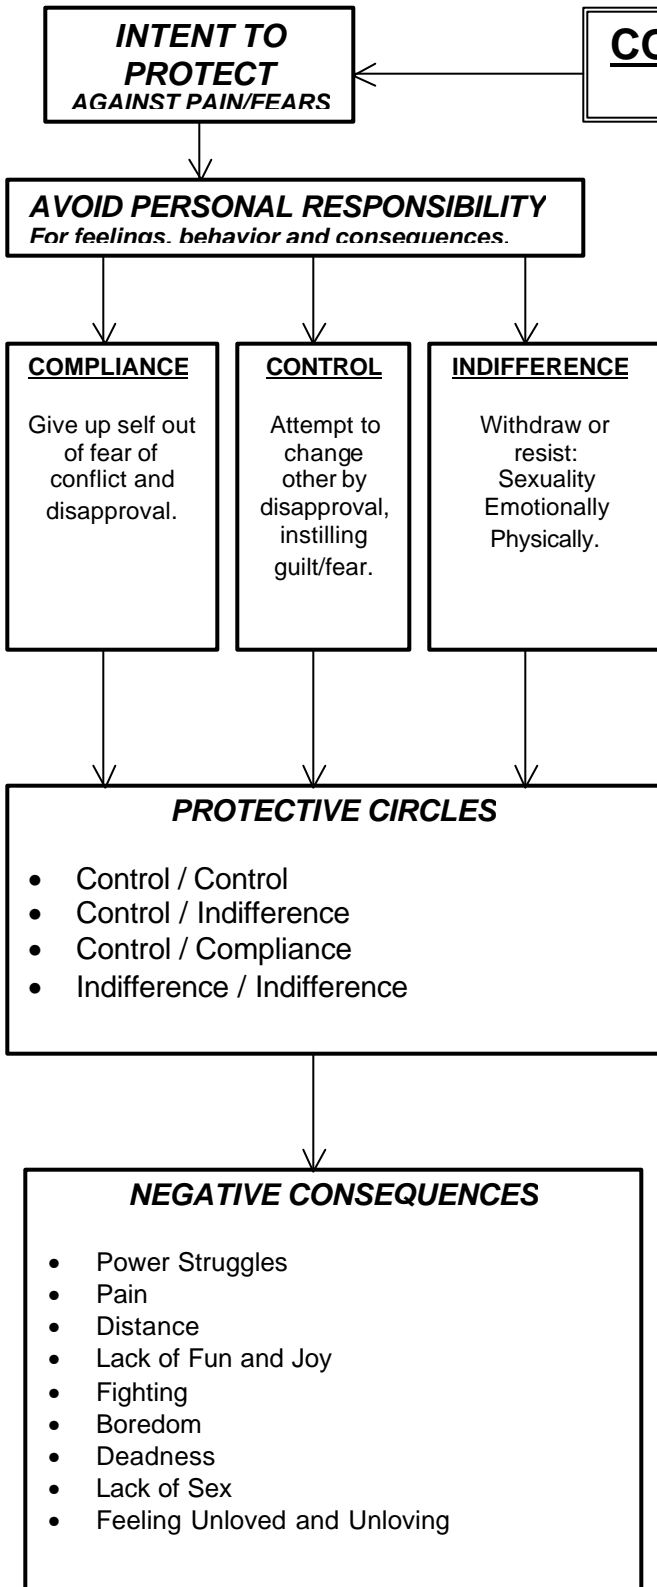 INTENT TO
PROTECT
AGAINST PAIN/FEARS
CO
AVOID PERSONAL RESPONSIBILITY
For feelings, behavior and consequences.
COMPLIANCE
Give up self out
of fear of
conflict and
disapproval.
CONTROL
Attempt to
change
other by
disapproval,
instilling
guilt/fear.
INDIFFERENCE
Withdraw or
resist:
Sexuality
Emotionally
Physically.
PROTECTIVE CIRCLES
• Control / Control
• Control / Indifference
• Control / Compliance
• Indifference / Indifference
NEGATIVE CONSEQUENCES
• Power Struggles
• Pain
• Distance
• Lack of Fun and Joy
• Fighting
• Boredom
• Deadness
• Lack of Sex
• Feeling Unloved and Unloving